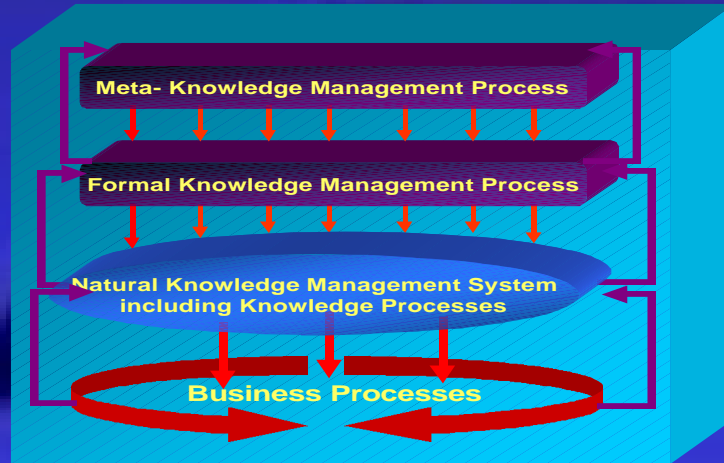 Meta- Knowledge Management Process
Formal Knowledge Management Process
Natural Knowledge Management System
including Knowledge Processes
Business Processes